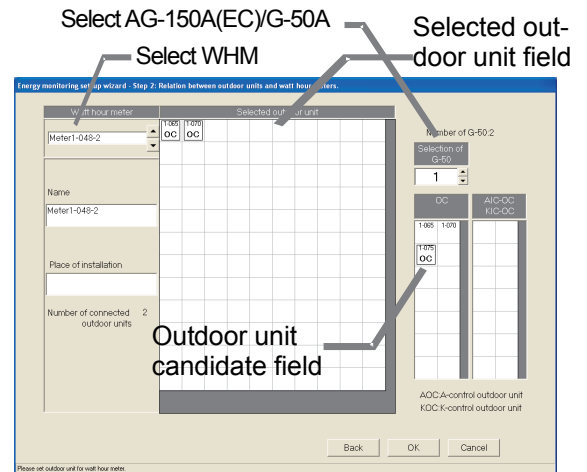 Select AG-150A(EC)/G-50A
Select WHM
Selected out-
door unit field
Energy monitoring set up wizard - Step 2: Relation between outdoor units and watt hour meters.
Watt hour meter
Selected outdoor unit
Meter1-048-2
1-065 1-070
OC OC
Number of G-50:2
Selection of
G-50
1
Name
Meter1-048-2
OC
AIC-OC
KIC-OC
1-065 1-070
1-075
OC
Place of installation
Number of connected 2
outdoor units
Outdoor unit
candidate field
AOC:A-control outdoor unit
KOC:K-control outdoor unit
Back OK Cancel
Please set outdoor unit for watt hour meter.